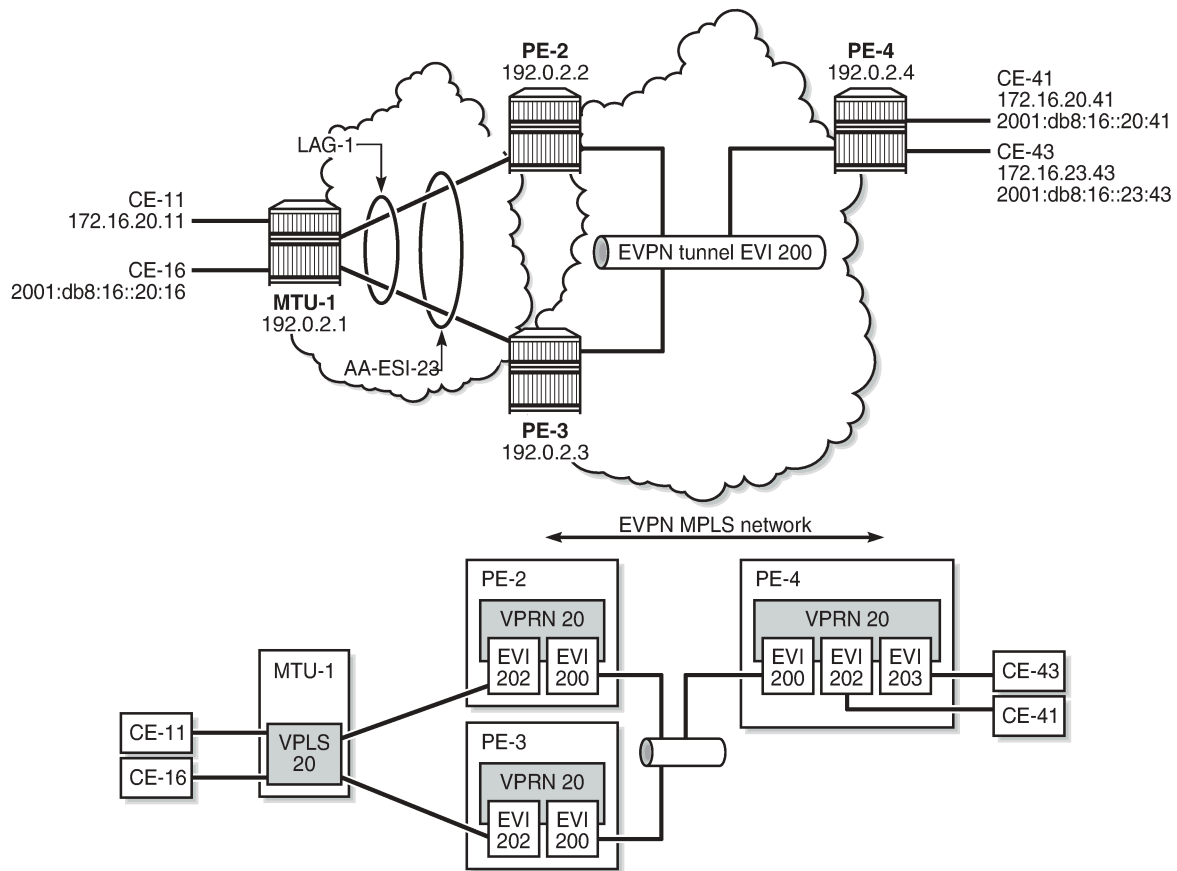 PE-2
192.0.2.2
PE-4
192.0.2.4
CE-41
172.16.20.41
2001:db8:16::20:41
CE-43
172.16.23.43
2001:db8:16::23:43
LAG-1
CE-11
172.16.20.11
EVPN tunnel EVI 200
CE-16
2001:db8:16::20:16
MTU-1
192.0.2.1
AA-ESI-23
PE-3
192.0.2.3
EVPN MPLS network
PE-2
VPRN 20
EVI
202
EVI
200
PE-4
VPRN 20
EVI
200
EVI
202
EVI
203
CE-43
CE-41
MTU-1
VPLS
20
CE-11
CE-16
PE-3
VPRN 20
EVI
202
EVI
200